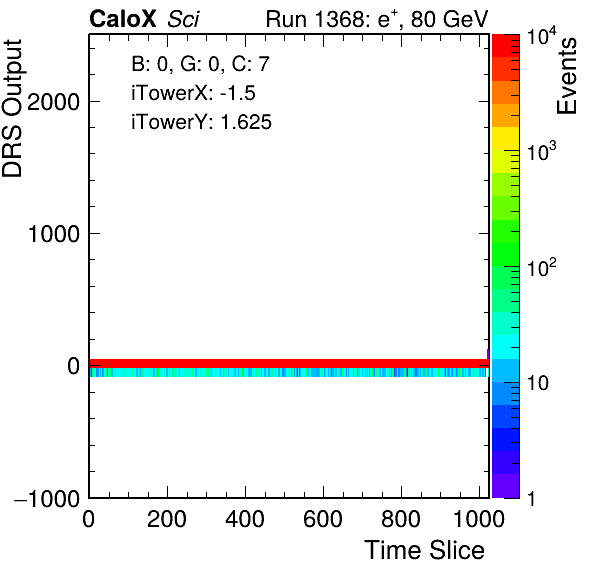 CaloX Sci Run 1368: e+, 80 GeV
B: 0, G: 0, C: 7
iTowerX: -1.5
iTowerY: 1.625
DRS Output
2000
1000
0
−1000
0 200 400 600 800 1000
Time Slice
Events
10^4
10^3
10^2
10
1